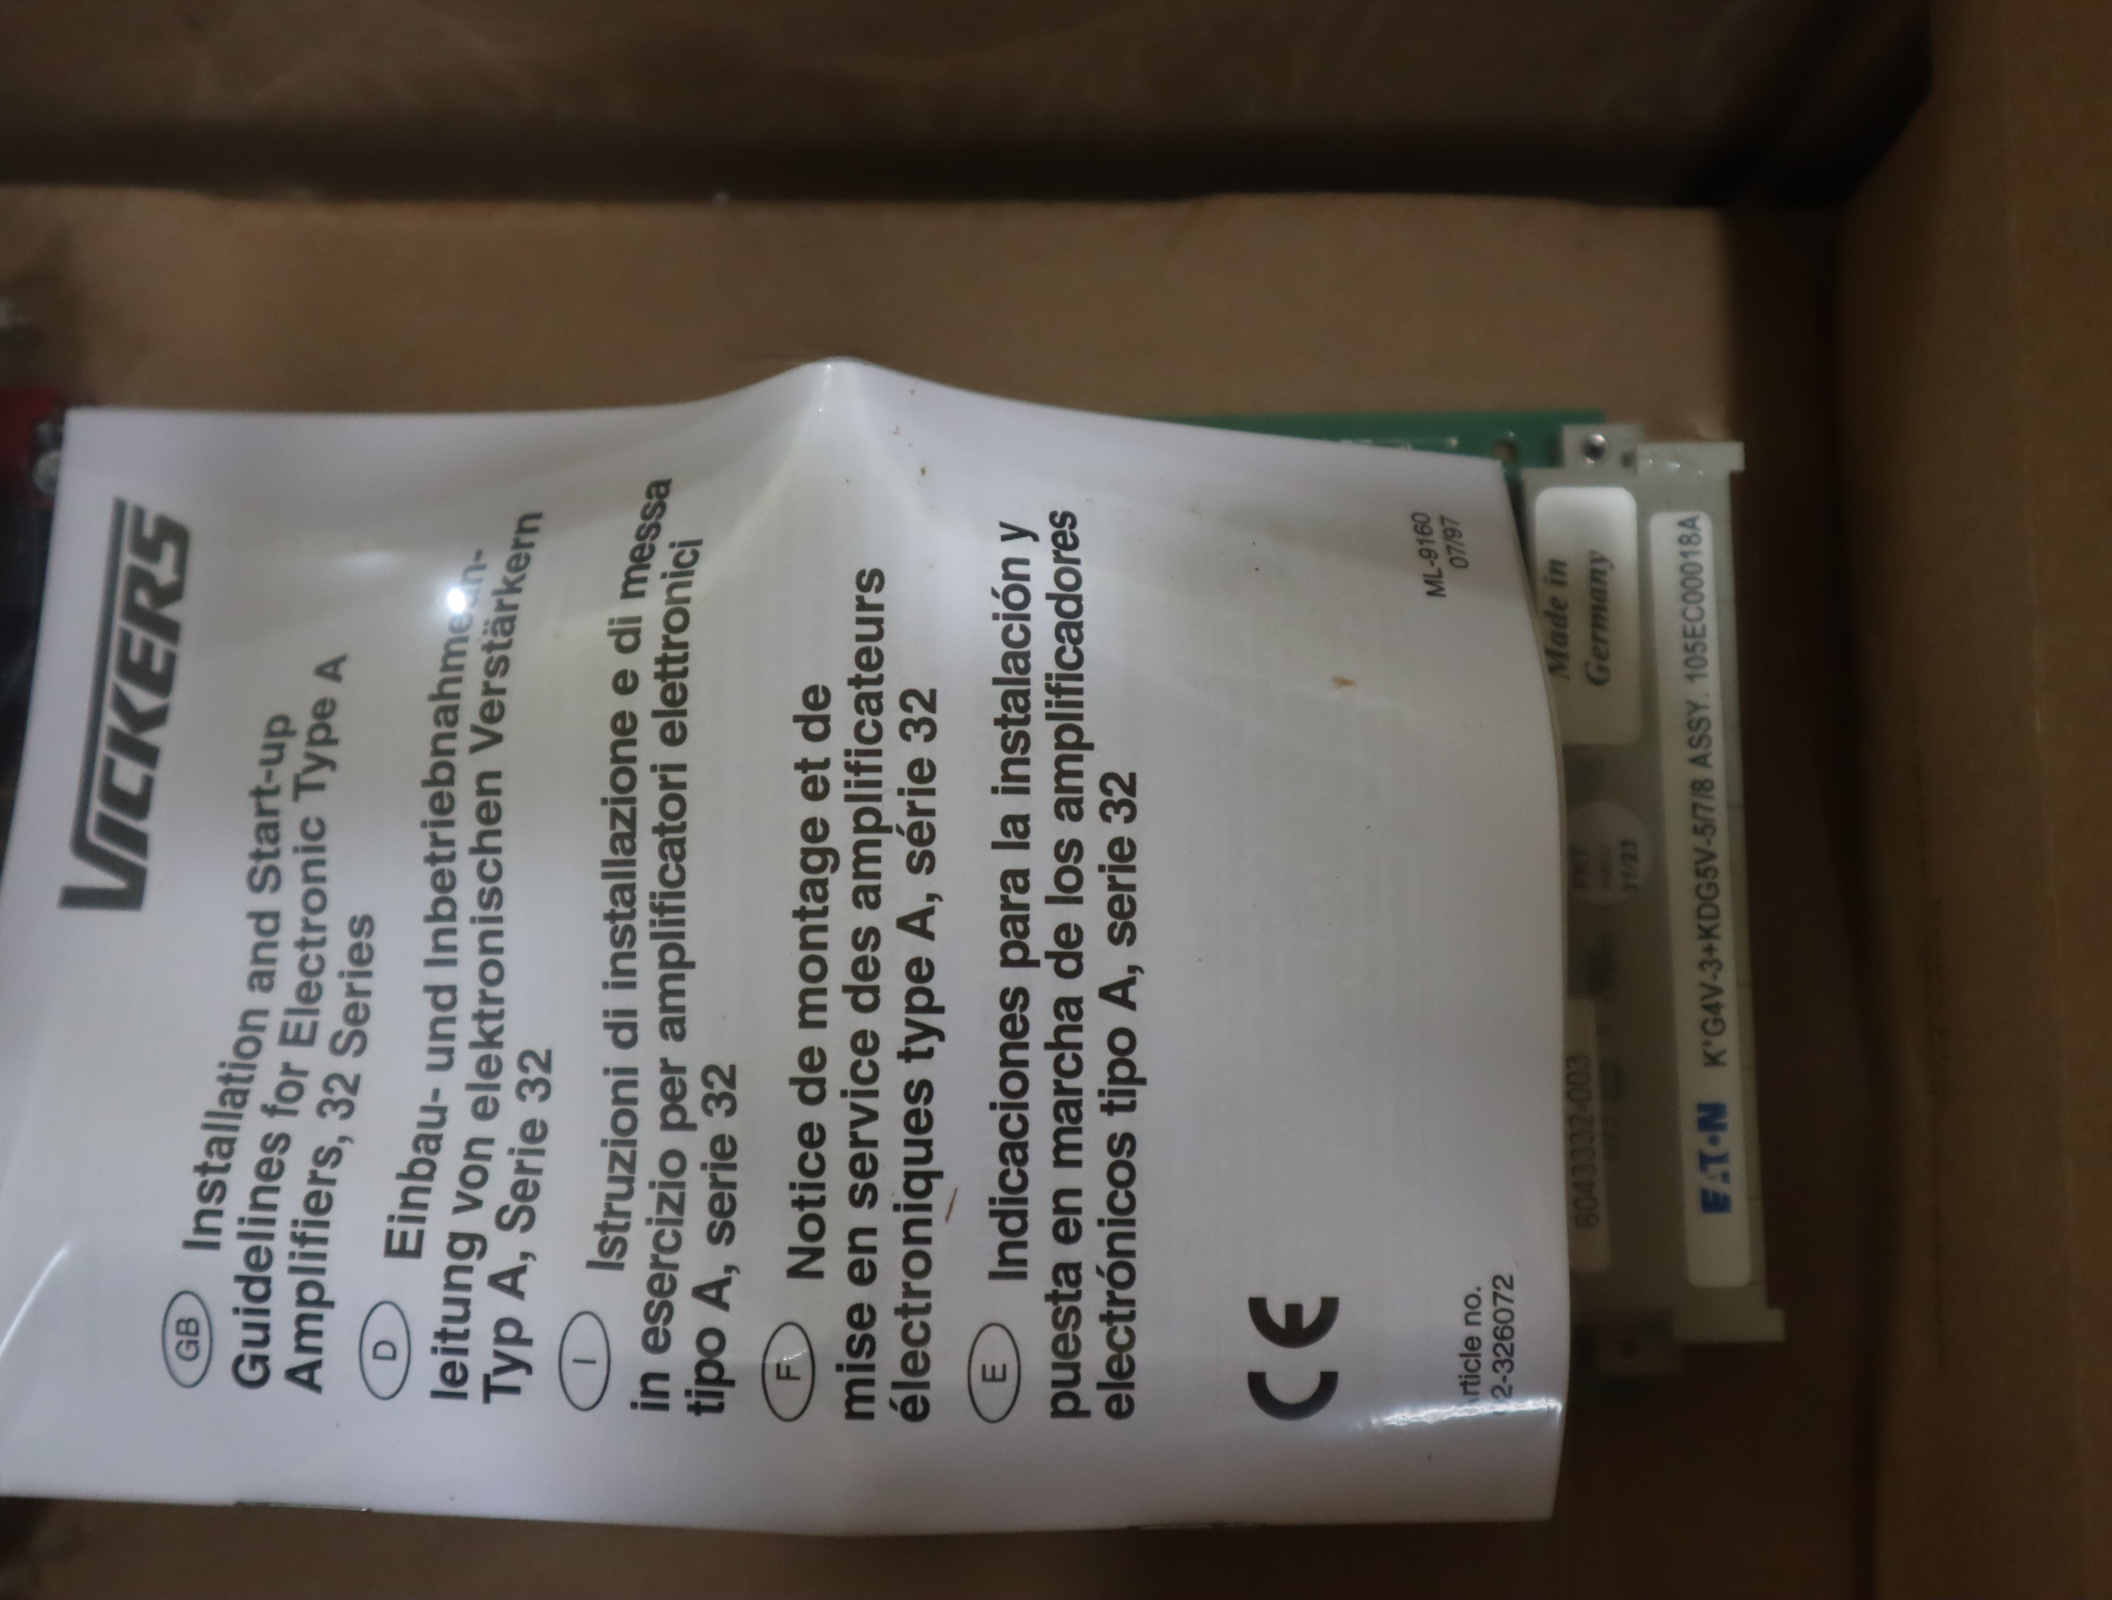 VICKERS
GB Installation and Start-up
Guidelines for Electronic Type A
Amplifiers, 32 Series
D Einbau- und Inbetriebnahmean-
leitung von elektronischen Verstärkern
Typ A, Serie 32
I Istruzioni di installazione e di messa
in esercizio per amplificatori elettronici
tipo A, serie 32
F Notice de montage et de
mise en service des amplificateurs
électroniques type A, série 32
E Indicaciones para la instalación y
puesta en marcha de los amplificadores
electrónicos tipo A, serie 32
CE
rticle no.
2-326072
ML-9160
07/97
6043332-003
PKT
31/23
Made in
Germany
EATON K*G4V-3+KDG5V-5/7/8 ASSY. 105EC00018A